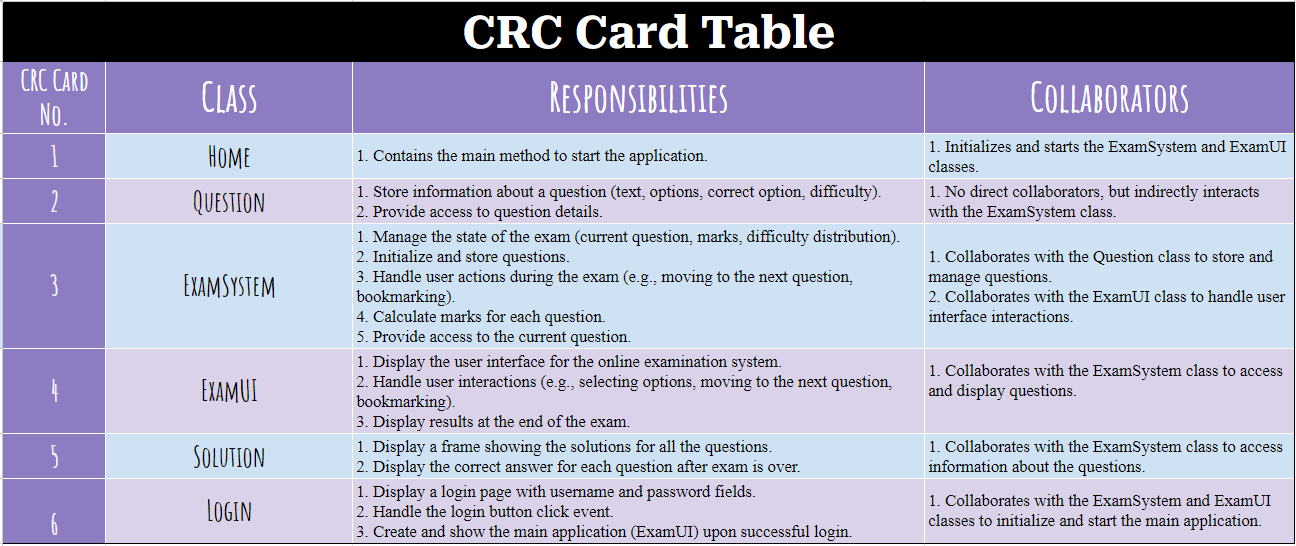 CRC Card Table
CRC Card
No.
Class
Responsibilities
Collaborators
1
Home
1. Contains the main method to start the application.
1. Initializes and starts the ExamSystem and ExamUI
classes.
2
Question
1. Store information about a question (text, options, correct option, difficulty).
2. Provide access to question details.
1. No direct collaborators, but indirectly interacts
with the ExamSystem class.
3
ExamSystem
1. Manage the state of the exam (current question, marks, difficulty distribution).
2. Initialize and store questions.
3. Handle user actions during the exam (e.g., moving to the next question,
bookmarking).
4. Calculate marks for each question.
5. Provide access to the current question.
1. Collaborates with the Question class to store and
manage questions.
2. Collaborates with the ExamUI class to handle user
interface interactions.
4
ExamUI
1. Display the user interface for the online examination system.
2. Handle user interactions (e.g., selecting options, moving to the next question,
bookmarking).
3. Display results at the end of the exam.
1. Collaborates with the ExamSystem class to access
and display questions.
5
Solution
1. Display a frame showing the solutions for all the questions.
2. Display the correct answer for each question after exam is over.
1. Collaborates with the ExamSystem class to access
information about the questions.
6
Login
1. Display a login page with username and password fields.
2. Handle the login button click event.
3. Create and show the main application (ExamUI) upon successful login.
1. Collaborates with the ExamSystem and ExamUI
classes to initialize and start the main application.